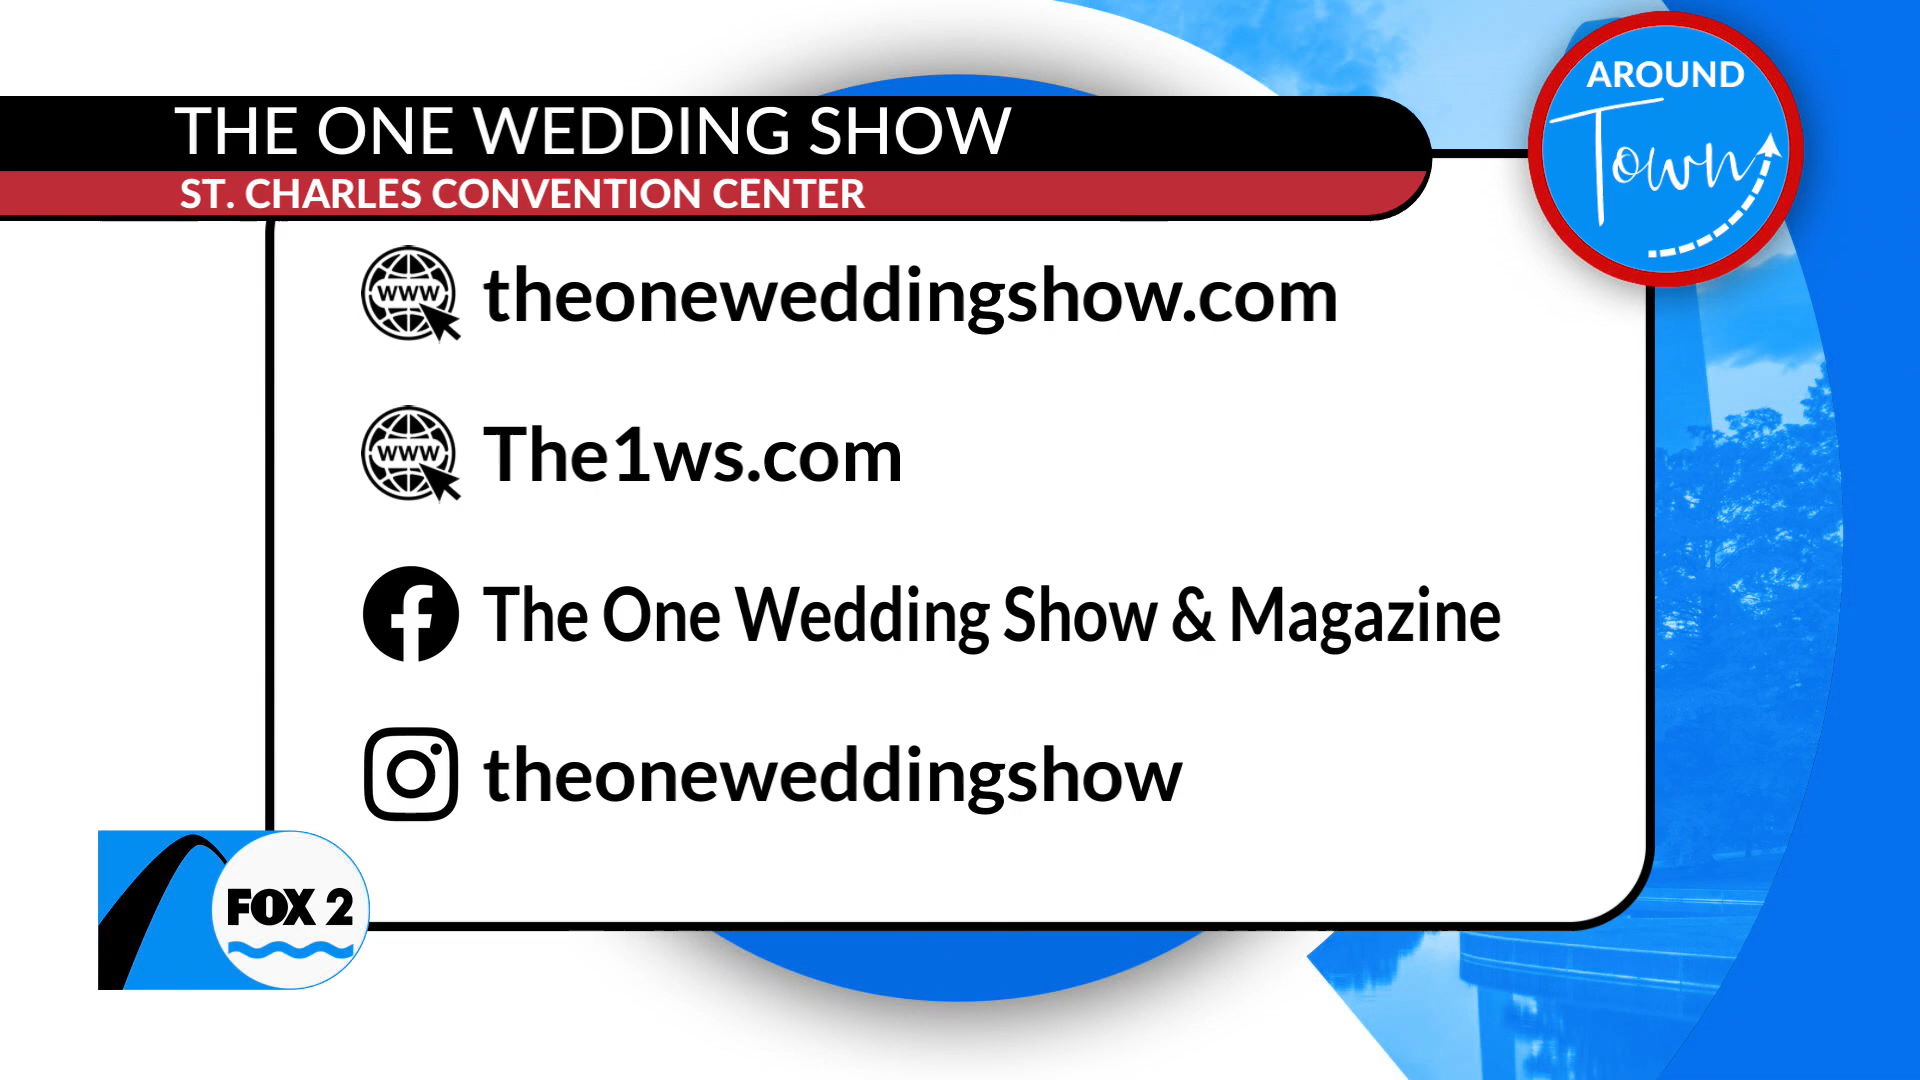 AROUND
Town
THE ONE WEDDING SHOW
ST. CHARLES CONVENTION CENTER
www theoneweddingshow.com
www The1ws.com
The One Wedding Show & Magazine
theoneweddingshow
FOX 2